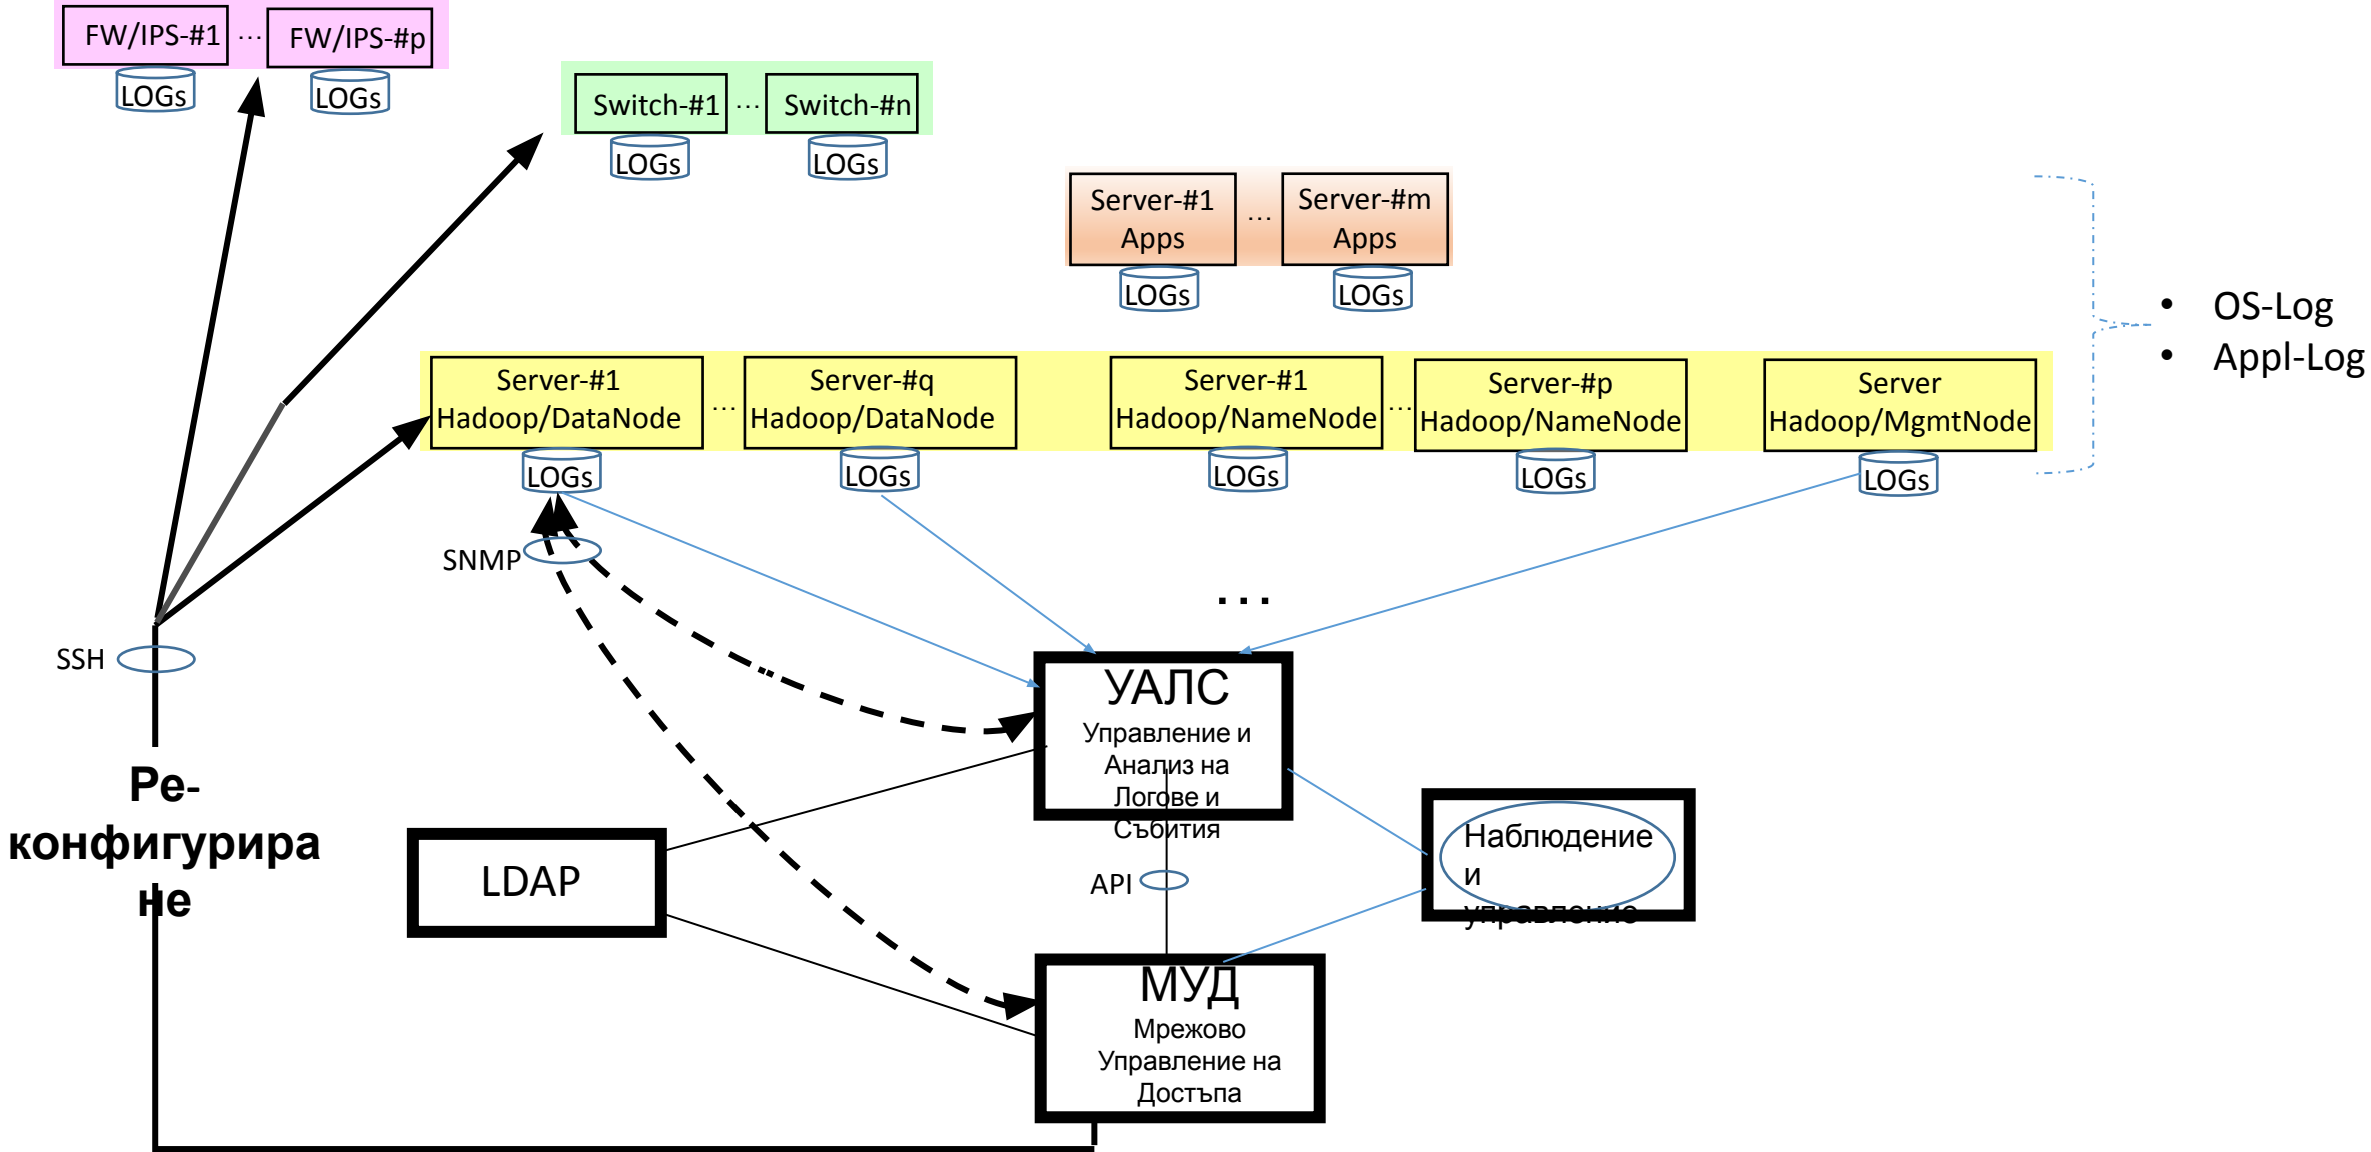 FW/IPS-#1 ... FW/IPS-#p
LOGs LOGs
Switch-#1 ... Switch-#n
LOGs LOGs
Server-#1
Apps
...
Server-#m
Apps
LOGs LOGs
• OS-Log
• Appl-Log
Server-#1
Hadoop/DataNode
...
Server-#q
Hadoop/DataNode
Server-#1
Hadoop/NameNode
...
Server-#p
Hadoop/NameNode
Server
Hadoop/MgmtNode
LOGs LOGs LOGs LOGs LOGs
SNMP
...
SSH
УАЛС
Управление и
Анализ на
Логове и
Събития
Ре-
конфигурира
не
LDAP
API
Наблюдение
и
управление
МУД
Мрежово
Управление на
Достъпа